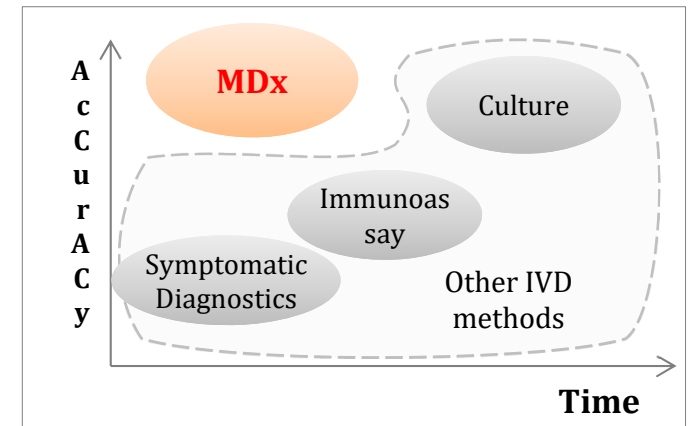 A
c
C
u
r
A
C
y
MDx
Culture
Immunoas
say
Symptomatic
Diagnostics
Other IVD
methods
Time